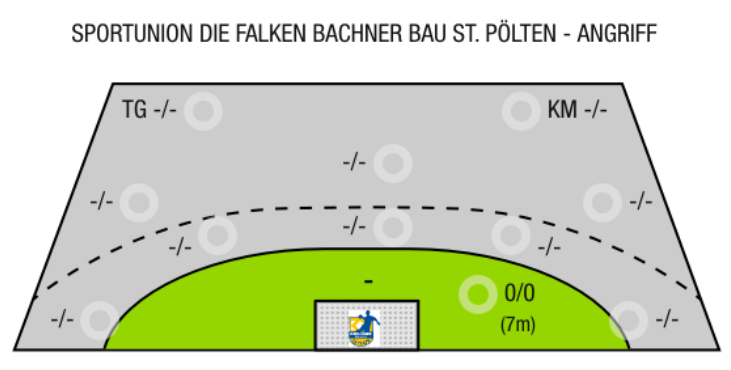 SPORTUNION DIE FALKEN BACHNER BAU ST. PÖLTEN - ANGRIFF
TG -/- KM -/-
-/-
-/- -/-
-/-
-/- -/-
-
0/0
-/- (7m) -/-